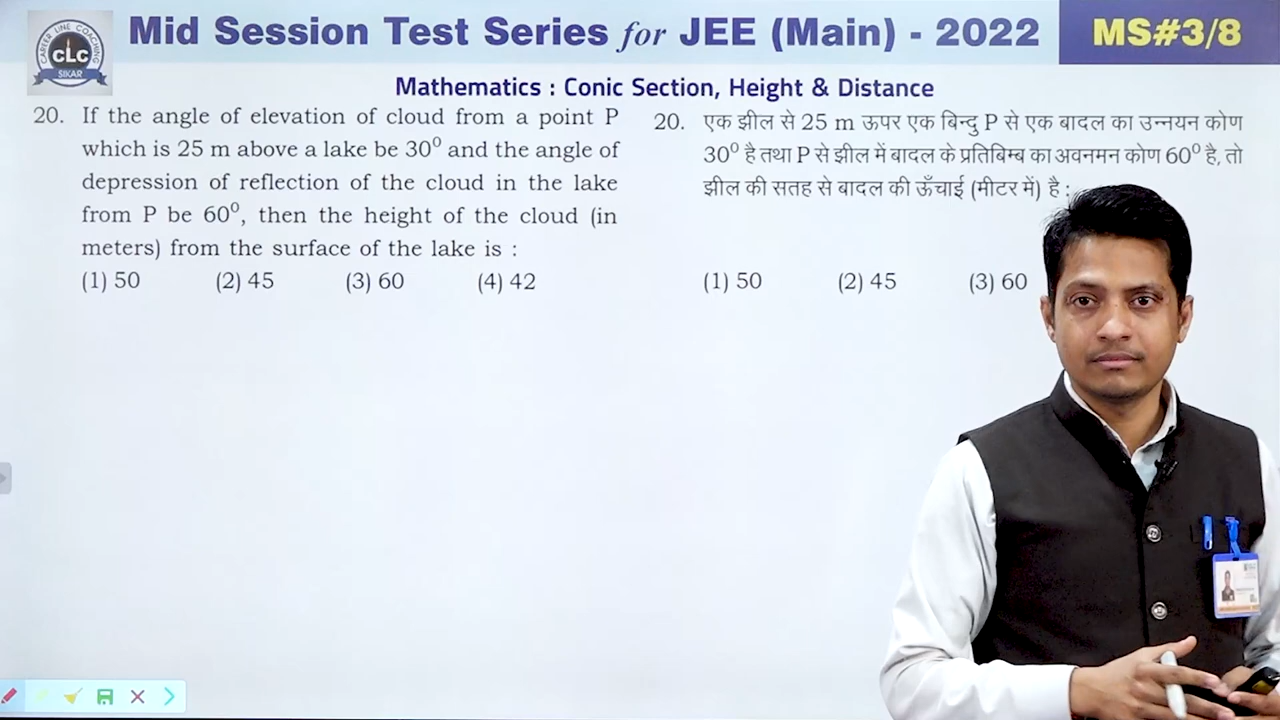 Mid Session Test Series for JEE (Main) - 2022
MS#3/8
CAREER LINE COACHING
CLC
SIKAR
Mathematics : Conic Section, Height & Distance
20. If the angle of elevation of cloud from a point P
which is 25 m above a lake be 30⁰ and the angle of
depression of reflection of the cloud in the lake
from P be 60⁰, then the height of the cloud (in
meters) from the surface of the lake is :
(1) 50 (2) 45 (3) 60 (4) 42
20. एक झील से 25 m ऊपर एक बिन्दु P से एक बादल का उन्नयन कोण
30⁰ है तथा P से झील में बादल के प्रतिबिम्ब का अवनमन कोण 60⁰ है, तो
झील की सतह से बादल की ऊँचाई (मीटर में) है :
(1) 50 (2) 45 (3) 60